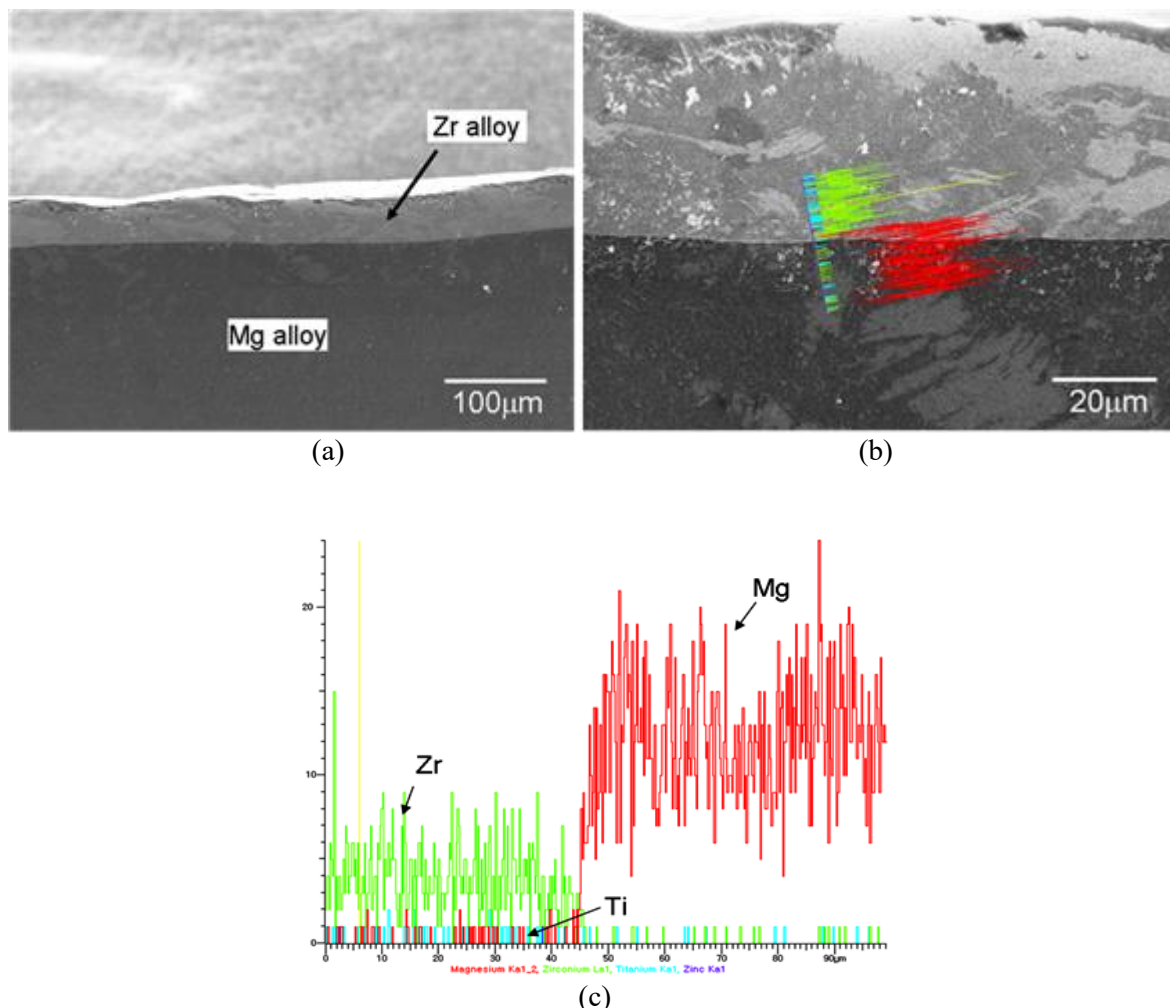 Zr alloy
Mg alloy
100μm
(a)
20μm
(b)
20
10
0
Zr
Mg
Ti
0 10 20 30 40 50 60 70 80 90μm
Magnesium Ka1_2, Zirconium La1, Titanium Ka1, Zinc Ka1
(c)